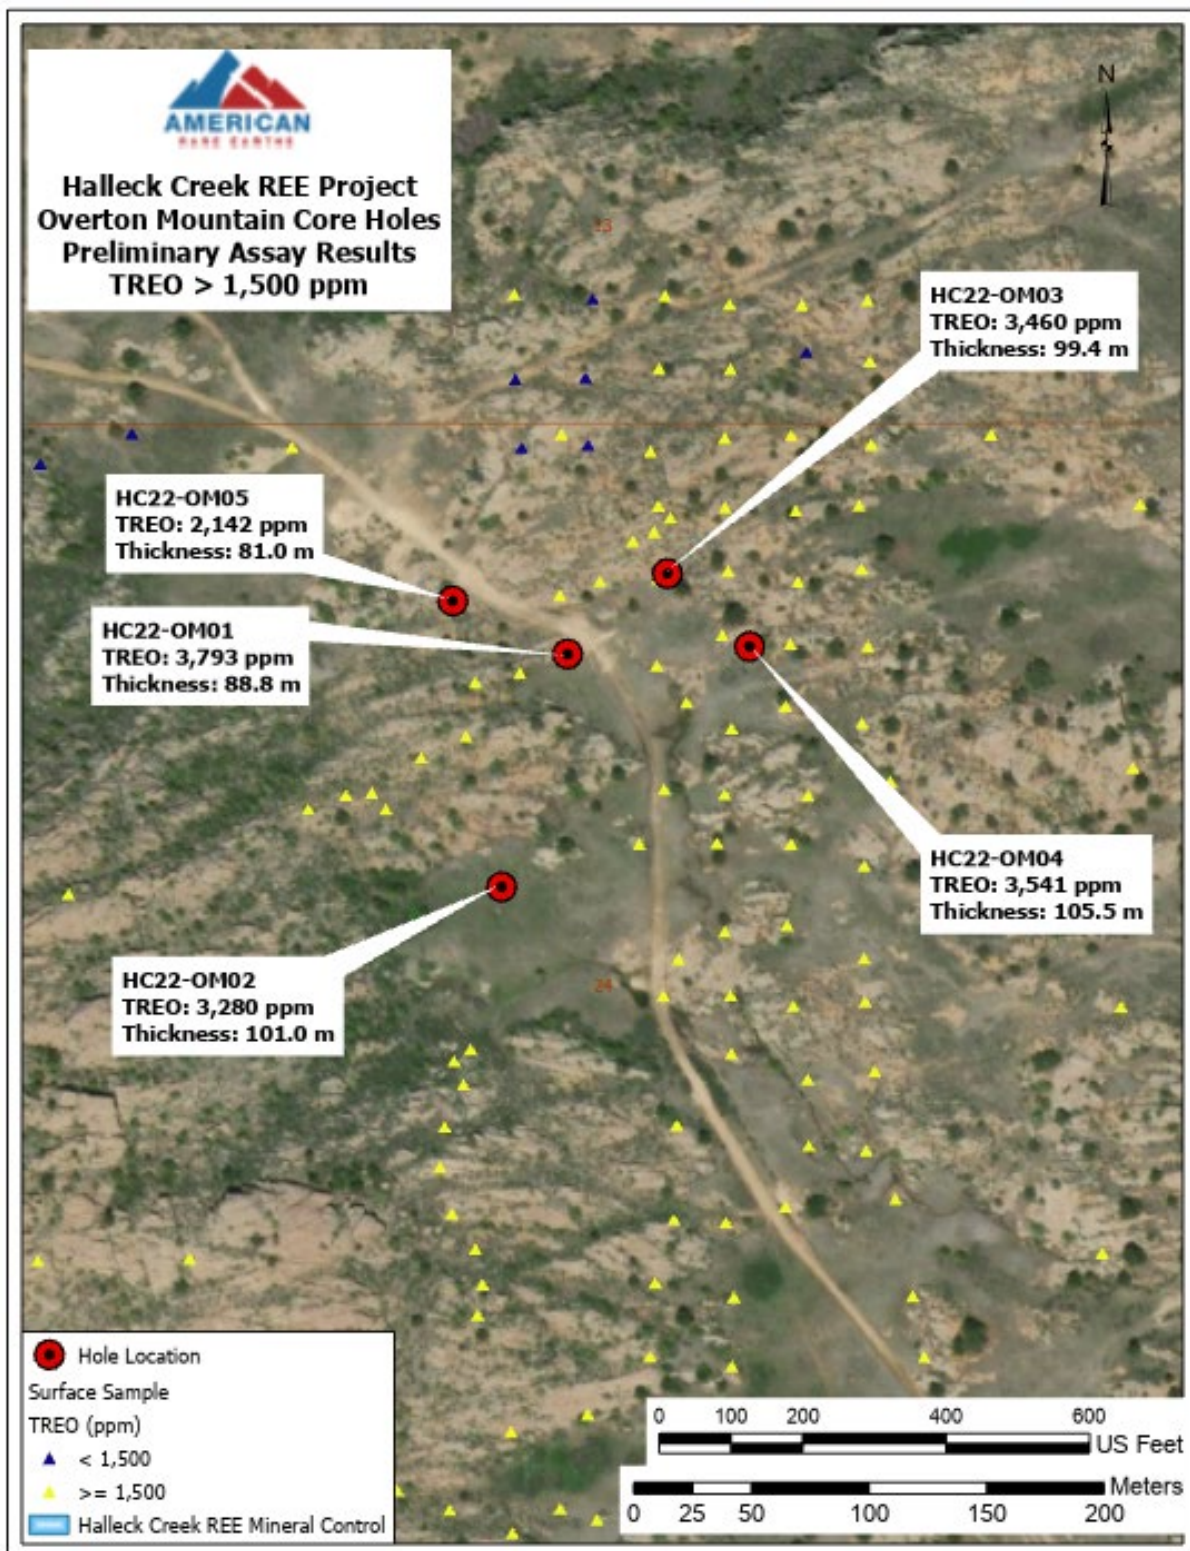 AMERICAN
RARE EARTHS
Halleck Creek REE Project
Overton Mountain Core Holes
Preliminary Assay Results
TREO > 1,500 ppm
N
13
HC22-OM03
TREO: 3,460 ppm
Thickness: 99.4 m
HC22-OM05
TREO: 2,142 ppm
Thickness: 81.0 m
HC22-OM01
TREO: 3,793 ppm
Thickness: 88.8 m
HC22-OM04
TREO: 3,541 ppm
Thickness: 105.5 m
HC22-OM02
TREO: 3,280 ppm
Thickness: 101.0 m
24
Hole Location
Surface Sample
TREO (ppm)
< 1,500
>= 1,500
Halleck Creek REE Mineral Control
0 100 200 400 600
US Feet
Meters
0 25 50 100 150 200